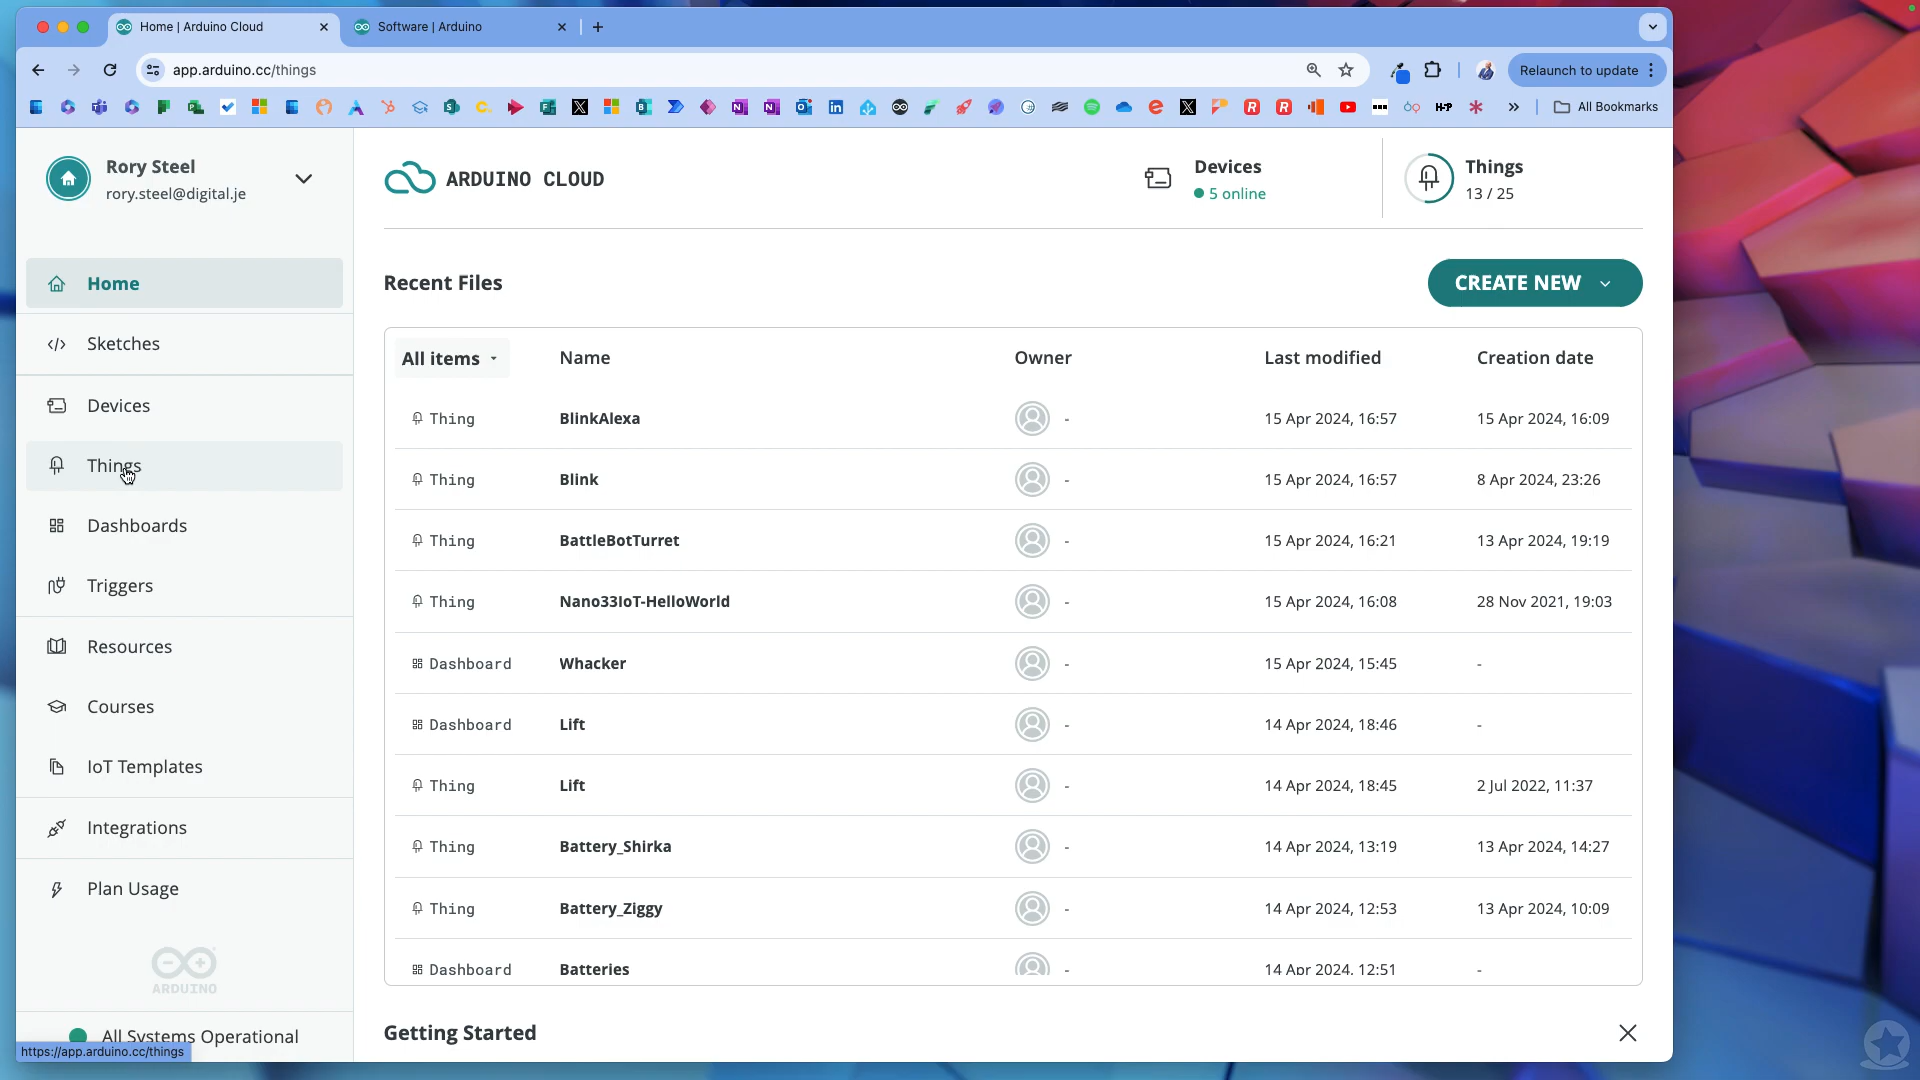 Home | Arduino Cloud
Software | Arduino
app.arduino.cc/things
Relaunch to update
All Bookmarks
Rory Steel
rory.steel@digital.je
Home
Sketches
Devices
Things
Dashboards
Triggers
Resources
Courses
IoT Templates
Integrations
Plan Usage
ARDUINO
All Systems Operational
https://app.arduino.cc/things
ARDUINO CLOUD
Devices
5 online
Things
13 / 25
Recent Files
CREATE NEW
All items Name Owner Last modified Creation date
Thing BlinkAlexa - 15 Apr 2024, 16:57 15 Apr 2024, 16:09
Thing Blink - 15 Apr 2024, 16:57 8 Apr 2024, 23:26
Thing BattleBotTurret - 15 Apr 2024, 16:21 13 Apr 2024, 19:19
Thing Nano33IoT-HelloWorld - 15 Apr 2024, 16:08 28 Nov 2021, 19:03
Dashboard Whacker - 15 Apr 2024, 15:45 -
Dashboard Lift - 14 Apr 2024, 18:46 -
Thing Lift - 14 Apr 2024, 18:45 2 Jul 2022, 11:37
Thing Battery_Shirka - 14 Apr 2024, 13:19 13 Apr 2024, 14:27
Thing Battery_Ziggy - 14 Apr 2024, 12:53 13 Apr 2024, 10:09
Dashboard Batteries - 14 Apr 2024, 12:51 -
Getting Started